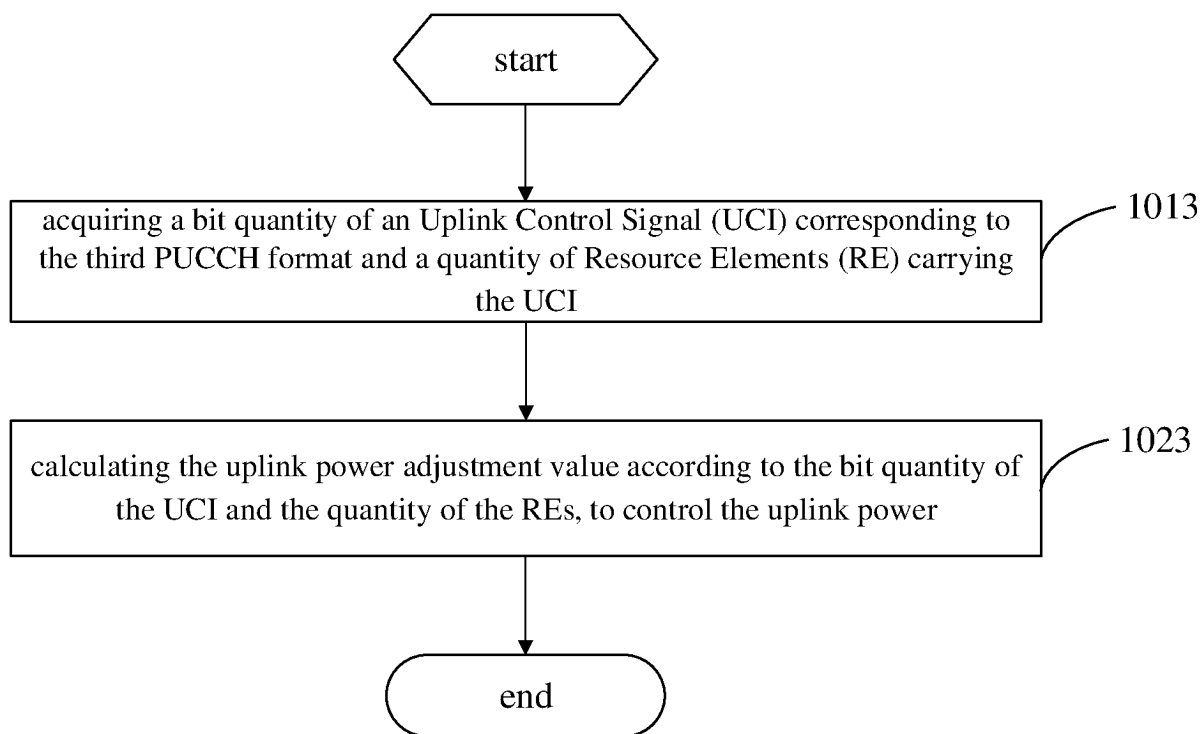 start
acquiring a bit quantity of an Uplink Control Signal (UCI) corresponding to
the third PUCCH format and a quantity of Resource Elements (RE) carrying
the UCI
1013
calculating the uplink power adjustment value according to the bit quantity of
the UCI and the quantity of the REs, to control the uplink power
1023
end